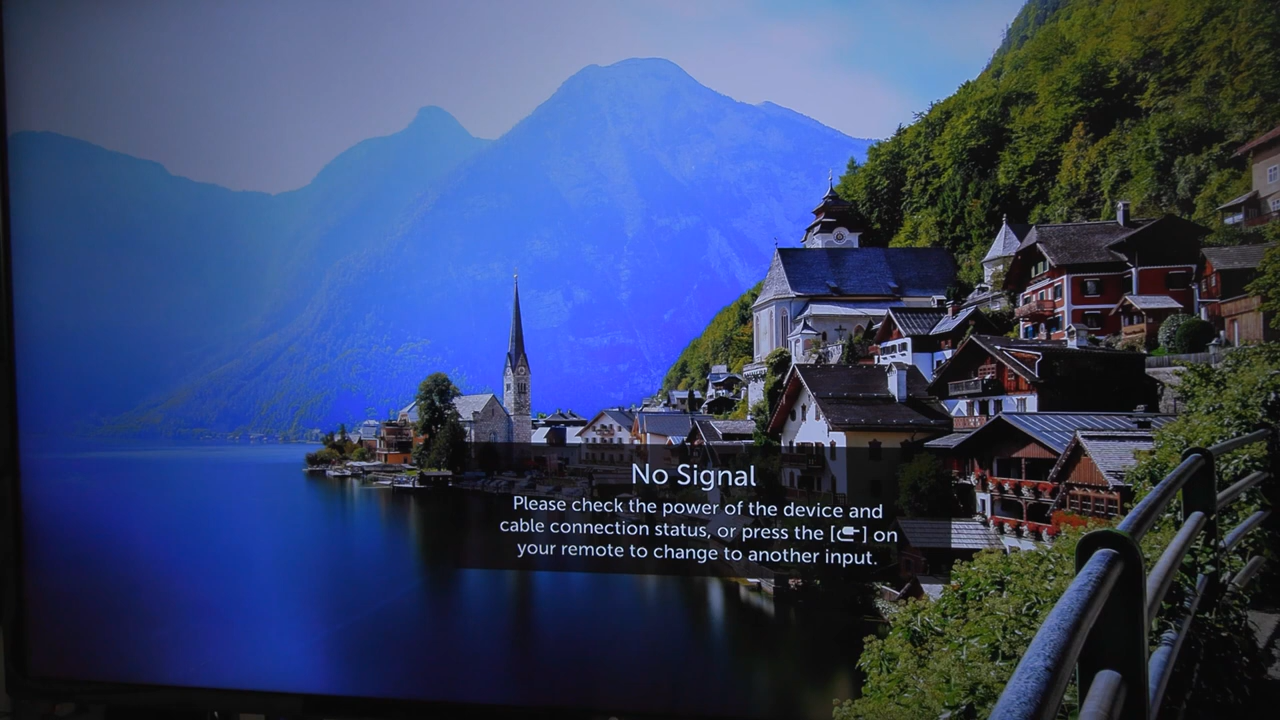 No Signal
Please check the power of the device and
cable connection status, or press the [] on
your remote to change to another input.